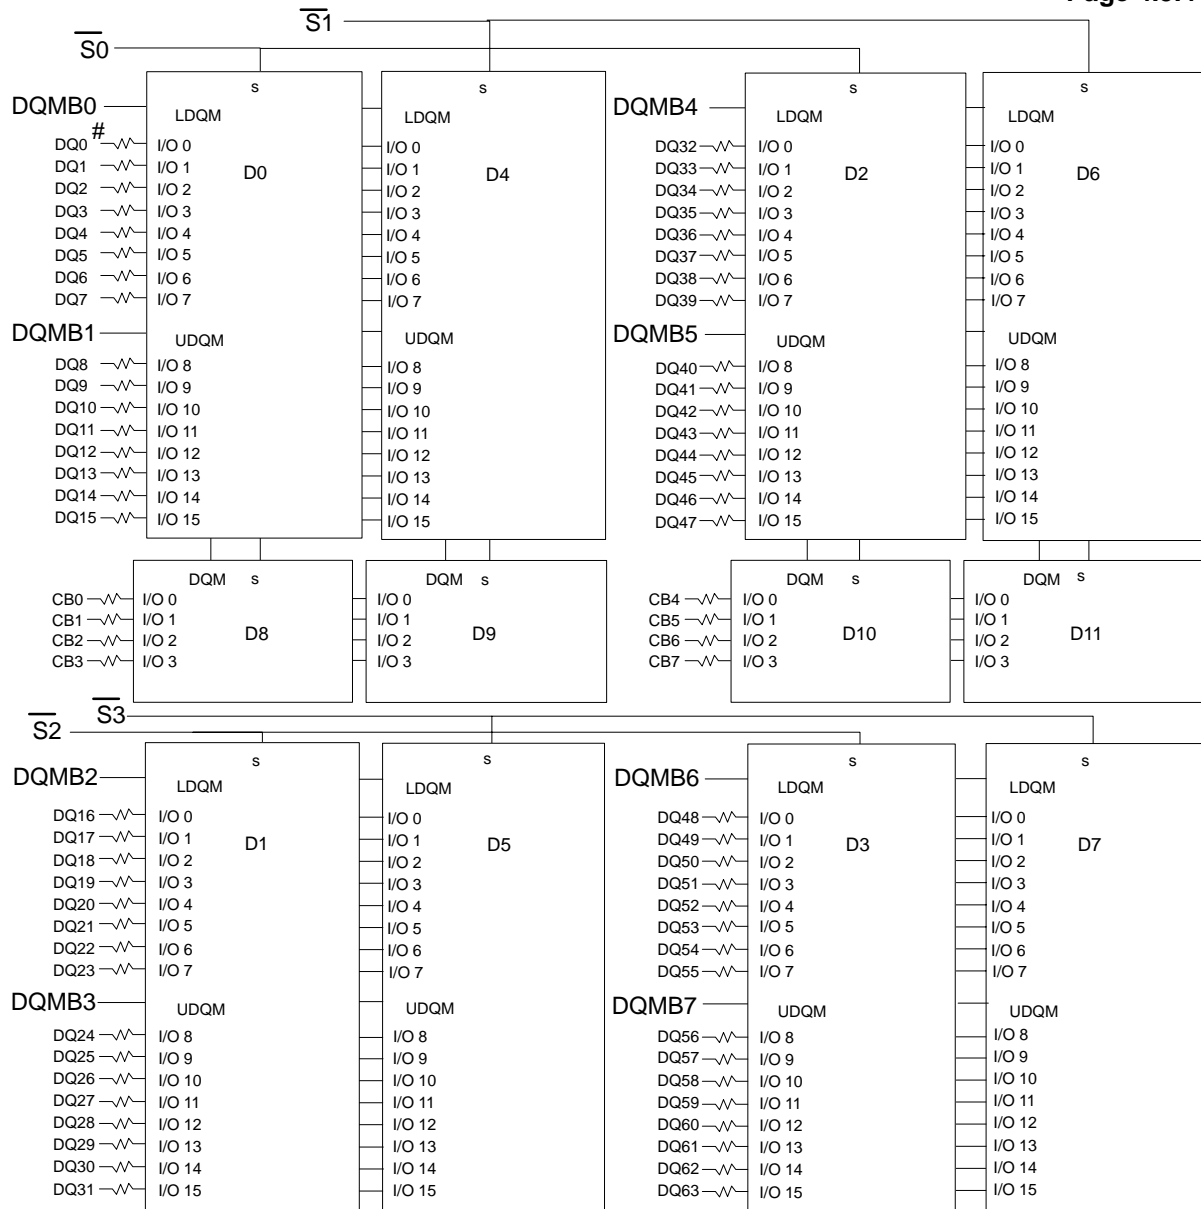 Page
S1
S0
s s s s
DQMB0 LDQM LDQM DQMB4 LDQM LDQM
#
DQ0 I/O 0 I/O 0 DQ32 I/O 0 I/O 0
DQ1 I/O 1 I/O 1 DQ33 I/O 1 I/O 1
D0 D4 D2 D6
DQ2 I/O 2 I/O 2 DQ34 I/O 2 I/O 2
DQ3 I/O 3 I/O 3 DQ35 I/O 3 I/O 3
DQ4 I/O 4 I/O 4 DQ36 I/O 4 I/O 4
DQ5 I/O 5 I/O 5 DQ37 I/O 5 I/O 5
DQ6 I/O 6 I/O 6 DQ38 I/O 6 I/O 6
DQ7 I/O 7 I/O 7 DQ39 I/O 7 I/O 7
DQMB1 UDQM UDQM DQMB5 UDQM UDQM
DQ8 I/O 8 I/O 8 DQ40 I/O 8 I/O 8
DQ9 I/O 9 I/O 9 DQ41 I/O 9 I/O 9
DQ10 I/O 10 I/O 10 DQ42 I/O 10 I/O 10
DQ11 I/O 11 I/O 11 DQ43 I/O 11 I/O 11
DQ12 I/O 12 I/O 12 DQ44 I/O 12 I/O 12
DQ13 I/O 13 I/O 13 DQ45 I/O 13 I/O 13
DQ14 I/O 14 I/O 14 DQ46 I/O 14 I/O 14
DQ15 I/O 15 I/O 15 DQ47 I/O 15 I/O 15
DQM s DQM s DQM s DQM s
CB0 I/O 0 I/O 0 CB4 I/O 0 I/O 0
CB1 I/O 1 I/O 1 CB5 I/O 1 I/O 1
D8 D9 D10 D11
CB2 I/O 2 I/O 2 CB6 I/O 2 I/O 2
CB3 I/O 3 I/O 3 CB7 I/O 3 I/O 3
S3
S2
s s s s
DQMB2 LDQM LDQM DQMB6 LDQM LDQM
DQ16 I/O 0 I/O 0 DQ48 I/O 0 I/O 0
DQ17 I/O 1 I/O 1 DQ49 I/O 1 I/O 1
D1 D5 D3 D7
DQ18 I/O 2 I/O 2 DQ50 I/O 2 I/O 2
DQ19 I/O 3 I/O 3 DQ51 I/O 3 I/O 3
DQ20 I/O 4 I/O 4 DQ52 I/O 4 I/O 4
DQ21 I/O 5 I/O 5 DQ53 I/O 5 I/O 5
DQ22 I/O 6 I/O 6 DQ54 I/O 6 I/O 6
DQ23 I/O 7 I/O 7 DQ55 I/O 7 I/O 7
DQMB3 UDQM UDQM DQMB7 UDQM UDQM
DQ24 I/O 8 I/O 8 DQ56 I/O 8 I/O 8
DQ25 I/O 9 I/O 9 DQ57 I/O 9 I/O 9
DQ26 I/O 10 I/O 10 DQ58 I/O 10 I/O 10
DQ27 I/O 11 I/O 11 DQ59 I/O 11 I/O 11
DQ28 I/O 12 I/O 12 DQ60 I/O 12 I/O 12
DQ29 I/O 13 I/O 13 DQ61 I/O 13 I/O 13
DQ30 I/O 14 I/O 14 DQ62 I/O 14 I/O 14
DQ31 I/O 15 I/O 15 DQ63 I/O 15 I/O 15